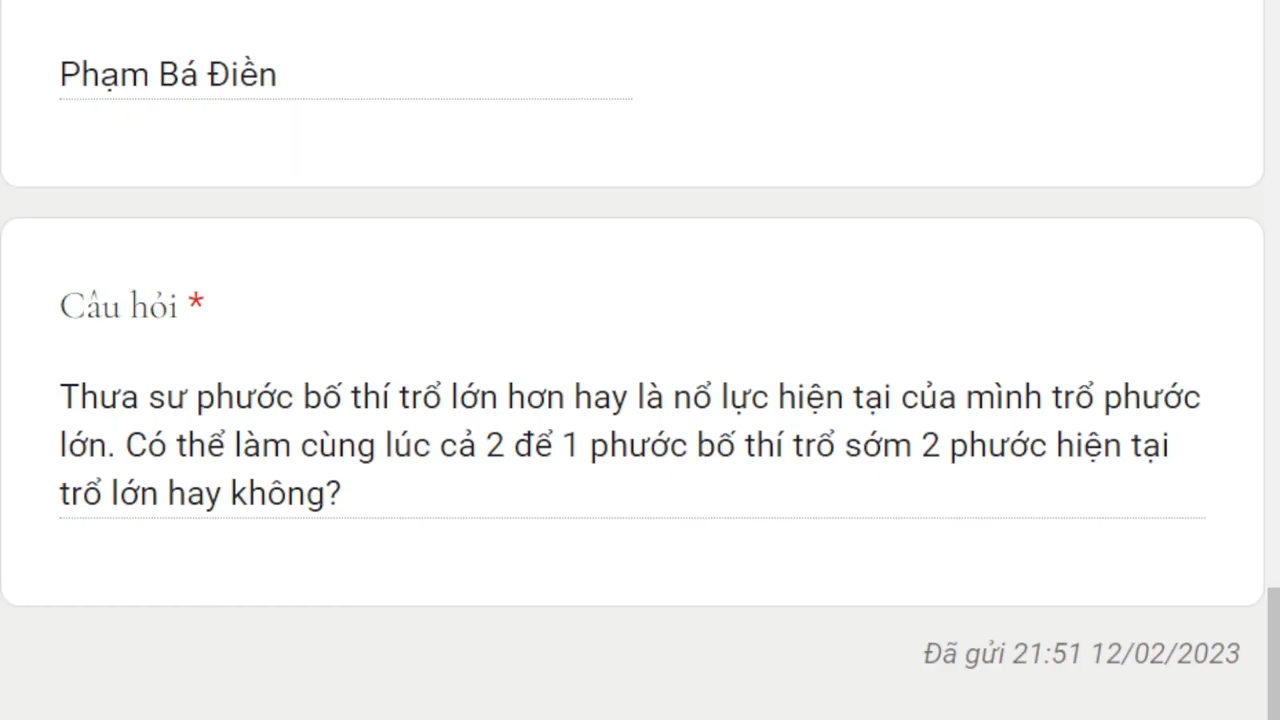 Phạm Bá Điền
Câu hỏi *
Thưa sư phước bố thí trổ lớn hơn hay là nổ lực hiện tại của mình trổ phước
lớn. Có thể làm cùng lúc cả 2 để 1 phước bố thí trổ sớm 2 phước hiện tại
trổ lớn hay không?
Đã gửi 21:51 12/02/2023